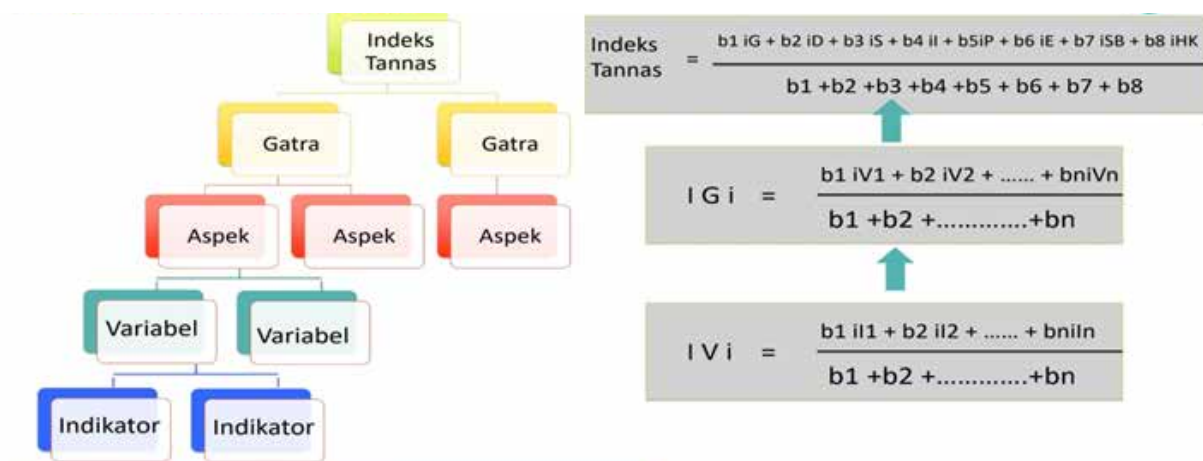 Indeks
Tannas
Gatra
Gatra
Aspek
Aspek
Aspek
Variabel
Variabel
Indikator
Indikator
Indeks
Tannas
=
b1 iG + b2 iD + b3 iS + b4 iI + b5iP + b6 iE + b7 iSB + b8 iHK
b1 +b2 +b3 +b4 +b5 + b6 + b7 + b8
I G i =
b1 iV1 + b2 iV2 + ...... + bniVn
b1 +b2 +.............+bn
I V i =
b1 iI1 + b2 iI2 + ...... + bniIn
b1 +b2 +.............+bn